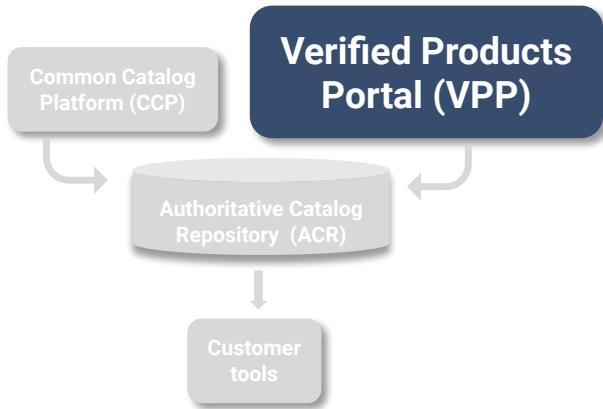 Common Catalog
Platform (CCP)
Verified Products
Portal (VPP)
Authoritative Catalog
Repository (ACR)
Customer
tools